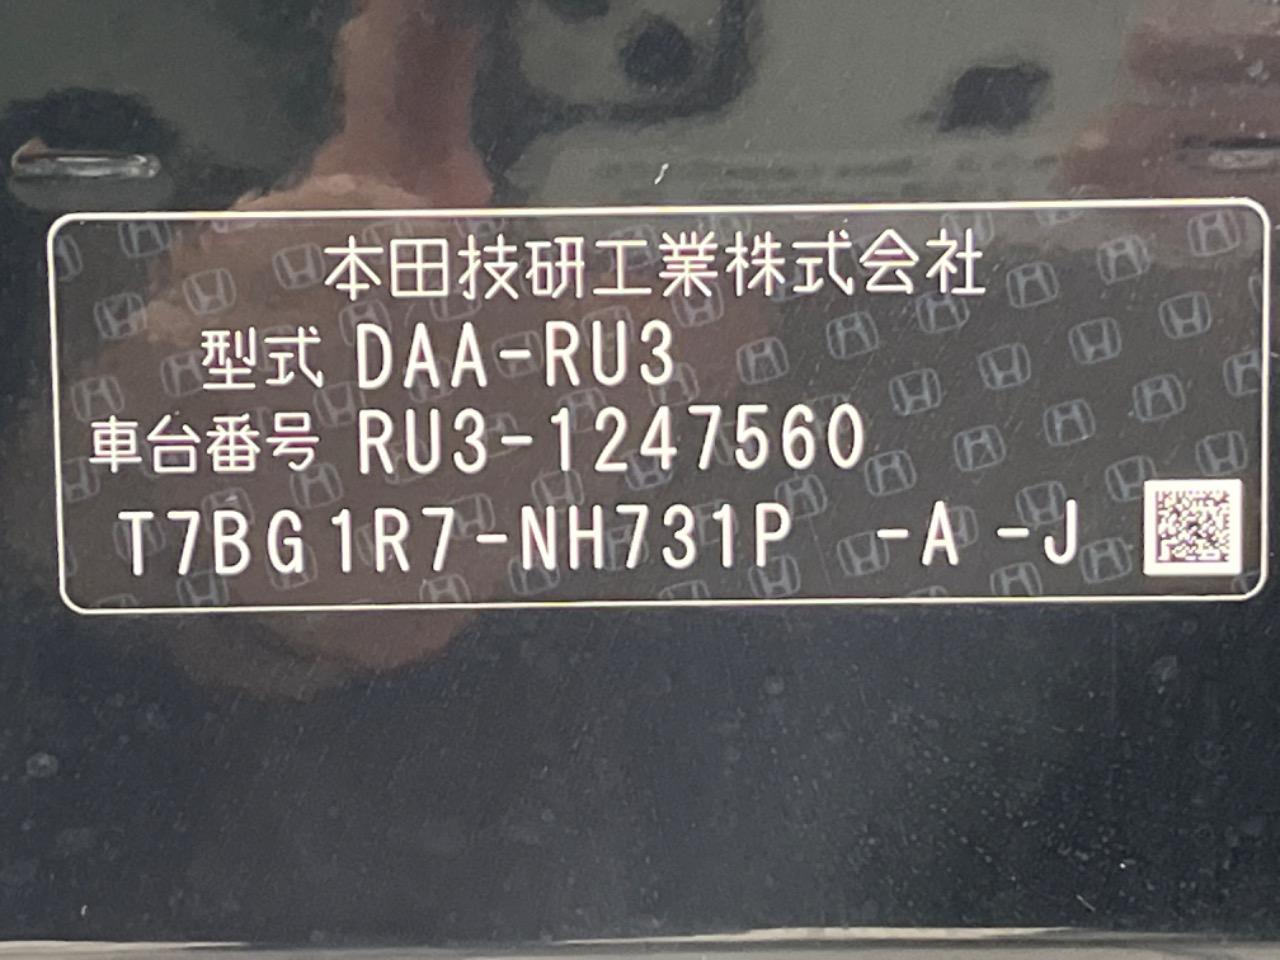 本田技研工業株式会社
型式 DAA-RU3
車台番号 RU3-1247560
T7BG1R7-NH731P -A -J